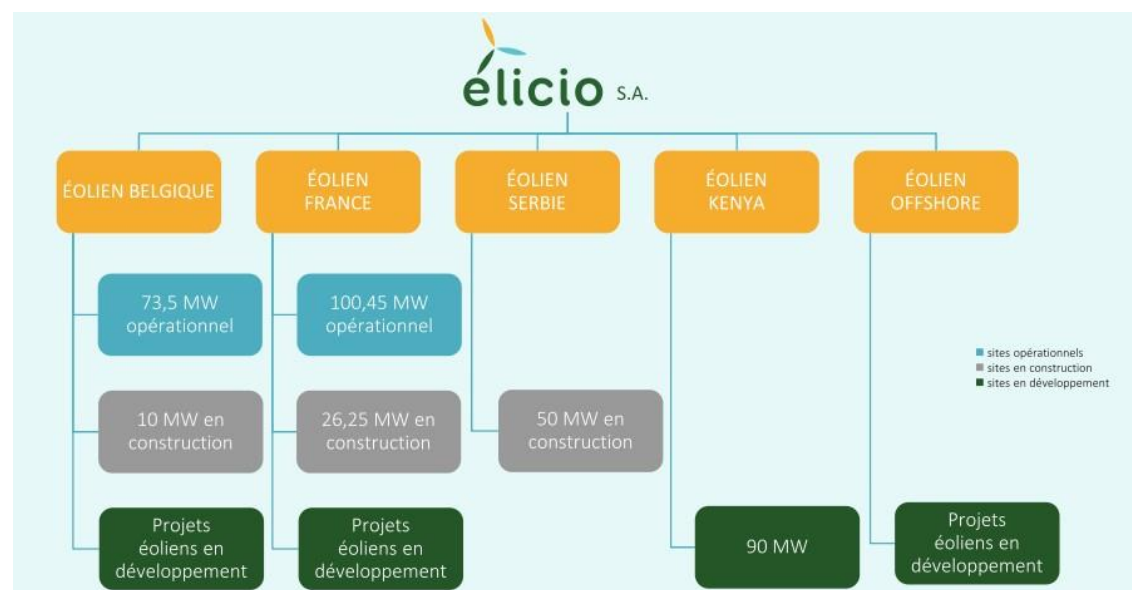 élicio S.A.
ÉOLIEN BELGIQUE
ÉOLIEN
FRANCE
ÉOLIEN
SERBIE
ÉOLIEN
KENYA
ÉOLIEN
OFFSHORE
73,5 MW
opérationnel
100,45 MW
opérationnel
sites opérationnels
sites en construction
sites en développement
10 MW en
construction
26,25 MW en
construction
50 MW en
construction
Projets
éoliens en
développement
Projets
éoliens en
développement
90 MW
Projets
éoliens en
développement